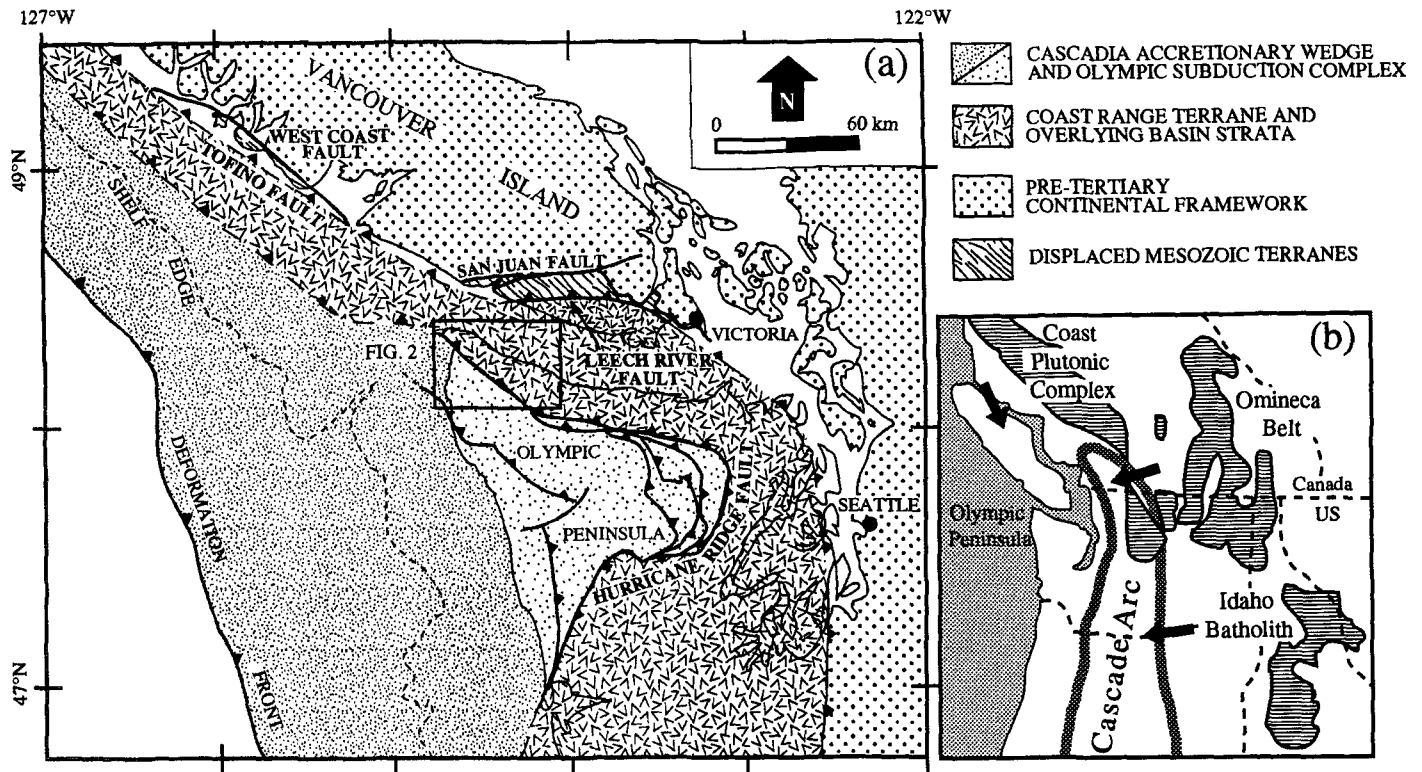 127°W
122°W
49°N
47°N
(a)
N
0
60 km
VANCOUVER
ISLAND
WEST COAST
FAULT
TOFINO FAULT
SHELF
EDGE
SAN JUAN FAULT
VICTORIA
FIG. 2
LEECH RIVER
FAULT
DEFORMATION
FRONT
OLYMPIC
PENINSULA
HURRICANE
RIDGE FAULT
SEATTLE
CASCADIA ACCRETIONARY WEDGE
AND OLYMPIC SUBDUCTION COMPLEX
COAST RANGE TERRANE AND
OVERLYING BASIN STRATA
PRE-TERTIARY
CONTINENTAL FRAMEWORK
DISPLACED MESOZOIC TERRANES
(b)
Coast
Plutonic
Complex
Omineca
Belt
Canada
US
Olympic
Peninsula
Idaho
Batholith
Cascade Arc